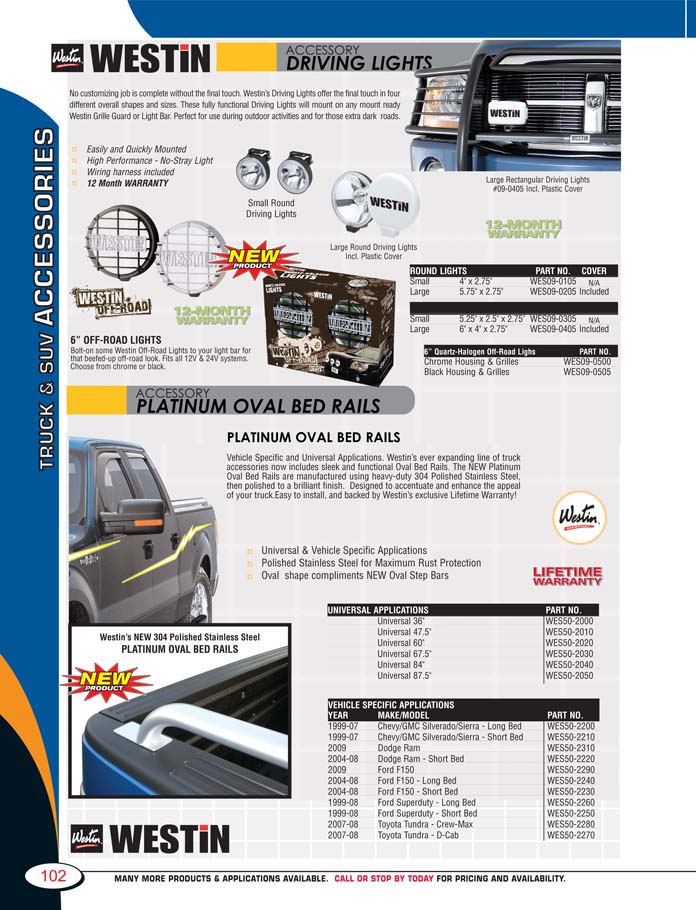 Westin
WESTiN
ACCESSORY
DRIVING LIGHTS
No customizing job is complete without the final touch. Westin's Driving Lights offer the final touch in four
different overall shapes and sizes. These fully functional Driving Lights will mount on any mount ready
Westin Grille Guard or Light Bar. Perfect for use during outdoor activities and for those extra dark roads.
Easily and Quickly Mounted
High Performance - No-Stray Light
Wiring harness included
12 Month WARRANTY
Small Round
Driving Lights
WESTiN
Large Round Driving Lights
Incl. Plastic Cover
WESTiN
WESTiN
Large Rectangular Driving Lights
#09-0405 Incl. Plastic Cover
12-MONTH
WARRANTY
WESTiN
WESTiN
NEW
PRODUCT
WESTiN
OFF-ROAD
12-MONTH
WARRANTY
6” OFF-ROAD LIGHTS
Bolt-on some Westin Off-Road Lights to your light bar for
that beefed-up off-road look. Fits all 12V & 24V systems.
Choose from chrome or black.
LIGHTS
WESTiN
WESTiN
WESTiN
OFF-ROAD
LIGHTS
ROUND LIGHTS PART NO. COVER
Small 4" x 2.75" WES09-0105 N/A
Large 5.75" x 2.75" WES09-0205 Included
Small 5.25" x 2.5" x 2.75" WES09-0305 N/A
Large 6" x 4" x 2.75" WES09-0405 Included
6” Quartz-Halogen Off-Road Lighs PART NO.
Chrome Housing & Grilles WES09-0500
Black Housing & Grilles WES09-0505
TRUCK & SUV ACCESSORIES
ACCESSORY
PLATINUM OVAL BED RAILS
PLATINUM OVAL BED RAILS
Vehicle Specific and Universal Applications. Westin's ever expanding line of truck
accessories now includes sleek and functional Oval Bed Rails. The NEW Platinum
Oval Bed Rails are manufactured using heavy-duty 304 Polished Stainless Steel,
then polished to a brilliant finish. Designed to accentuate and enhance the appeal
of your truck.Easy to install, and backed by Westin's exclusive Lifetime Warranty!
Westin
Universal & Vehicle Specific Applications
Polished Stainless Steel for Maximum Rust Protection
Oval shape compliments NEW Oval Step Bars
LIFETIME
WARRANTY
UNIVERSAL APPLICATIONS PART NO.
Universal 36" WES50-2000
Universal 47.5" WES50-2010
Universal 60" WES50-2020
Universal 67.5" WES50-2030
Universal 84" WES50-2040
Universal 87.5" WES50-2050
Westin's NEW 304 Polished Stainless Steel
PLATINUM OVAL BED RAILS
NEW
PRODUCT
VEHICLE SPECIFIC APPLICATIONS
YEAR MAKE/MODEL PART NO.
1999-07 Chevy/GMC Silverado/Sierra - Long Bed WES50-2200
1999-07 Chevy/GMC Silverado/Sierra - Short Bed WES50-2210
2009 Dodge Ram WES50-2310
2004-08 Dodge Ram - Short Bed WES50-2220
2009 Ford F150 WES50-2290
2004-08 Ford F150 - Long Bed WES50-2240
2004-08 Ford F150 - Short Bed WES50-2230
1999-08 Ford Superduty - Long Bed WES50-2260
1999-08 Ford Superduty - Short Bed WES50-2250
2007-08 Toyota Tundra - Crew-Max WES50-2280
2007-08 Toyota Tundra - D-Cab WES50-2270
Westin
WESTiN
102
MANY MORE PRODUCTS & APPLICATIONS AVAILABLE. CALL OR STOP BY TODAY FOR PRICING AND AVAILABILITY.